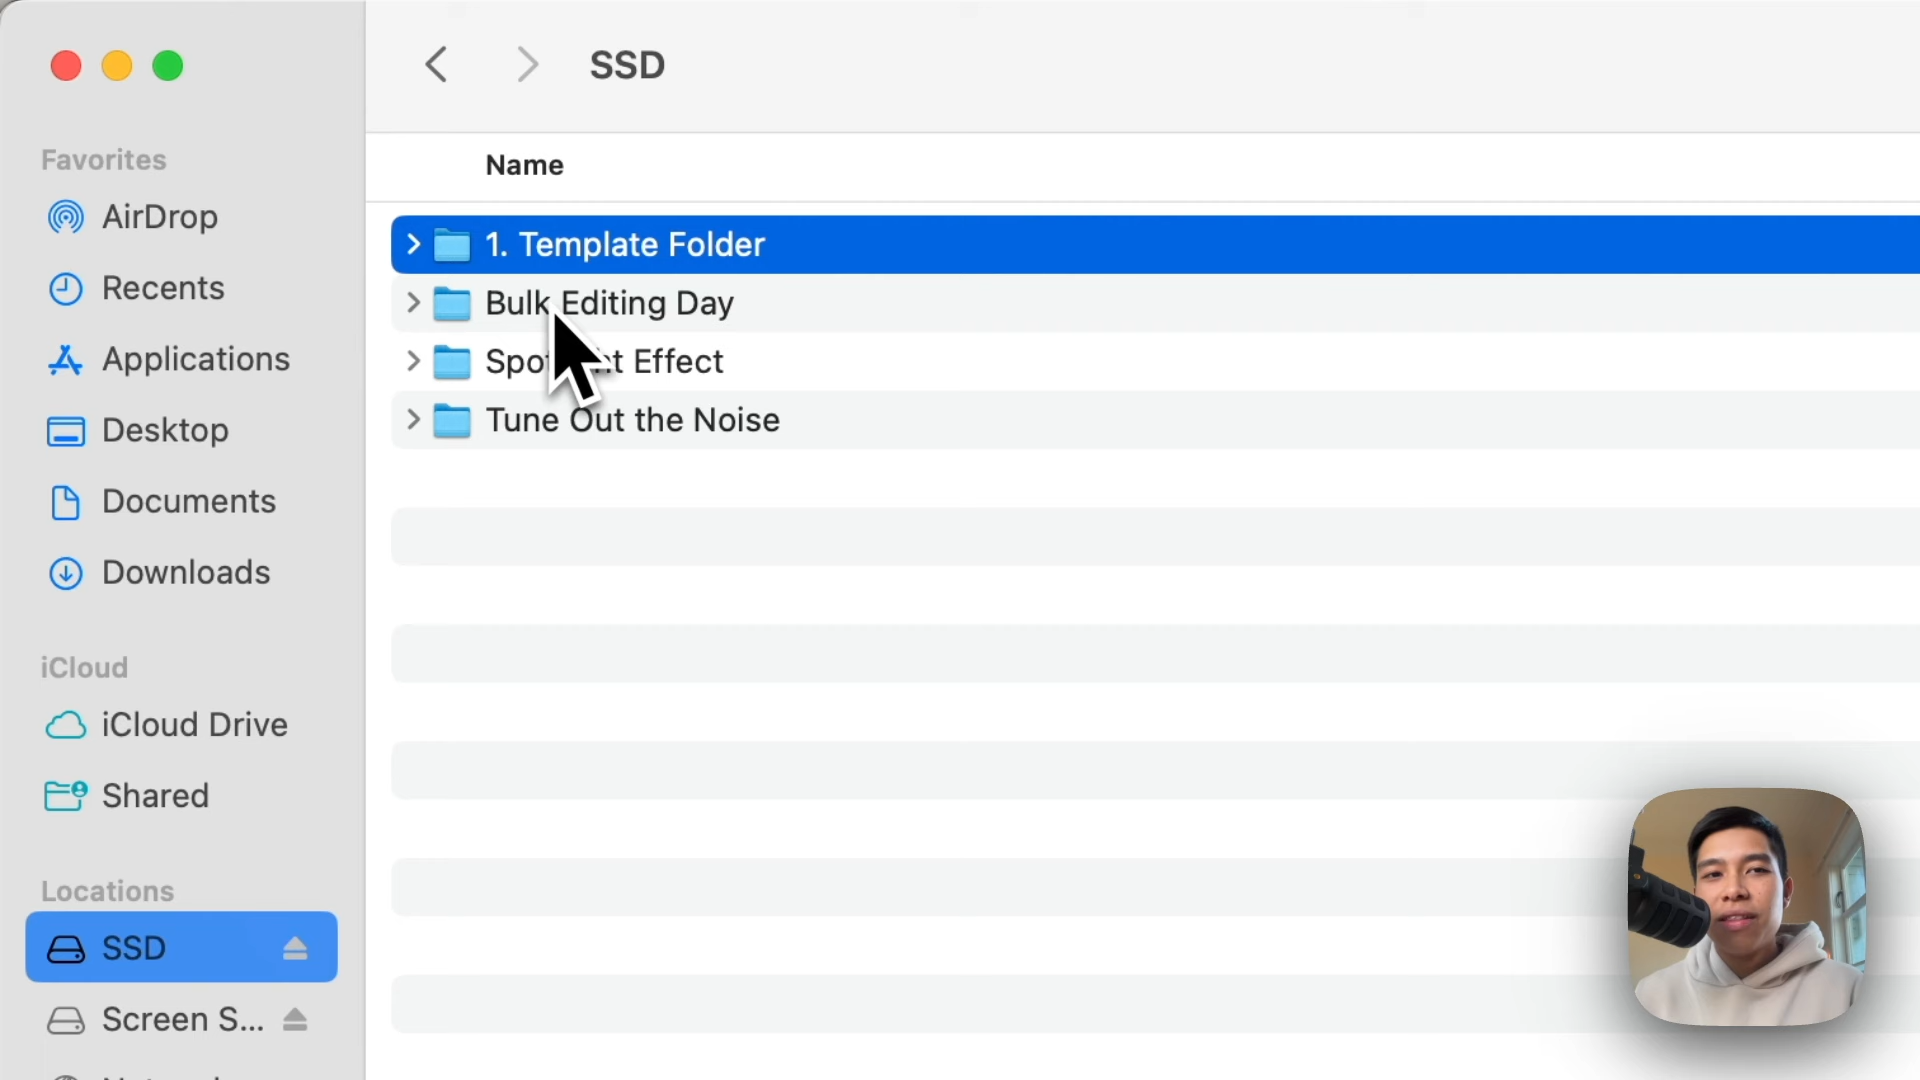 SSD
Favorites
AirDrop
Recents
Applications
Desktop
Documents
Downloads
iCloud
iCloud Drive
Shared
Locations
SSD
Screen S...
Name
1. Template Folder
Bulk Editing Day
Effect
Tune Out the Noise